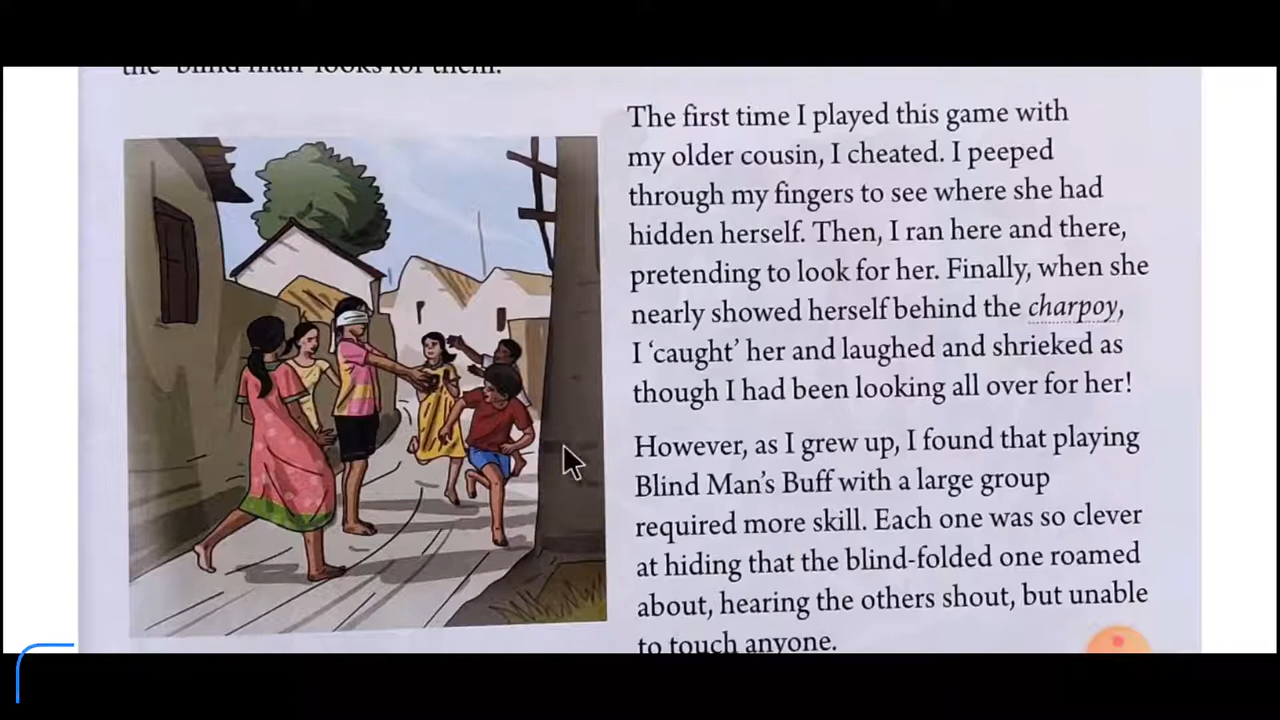 the 'blind man' looks for them.
The first time I played this game with
my older cousin, I cheated. I peeped
through my fingers to see where she had
hidden herself. Then, I ran here and there,
pretending to look for her. Finally, when she
nearly showed herself behind the charpoy,
I ‘caught’ her and laughed and shrieked as
though I had been looking all over for her!
However, as I grew up, I found that playing
Blind Man’s Buff with a large group
required more skill. Each one was so clever
at hiding that the blind-folded one roamed
about, hearing the others shout, but unable
to touch anyone.